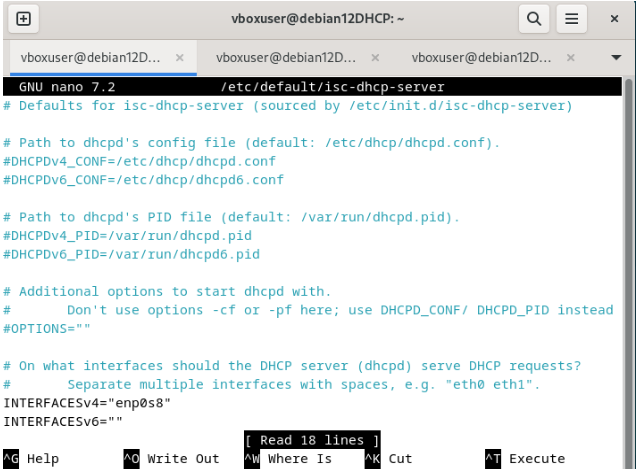 vboxuser@debian12DHCP: ~
vboxuser@debian12D... × vboxuser@debian12D... × vboxuser@debian12D... ×
GNU nano 7.2 /etc/default/isc-dhcp-server
# Defaults for isc-dhcp-server (sourced by /etc/init.d/isc-dhcp-server)
# Path to dhcpd's config file (default: /etc/dhcp/dhcpd.conf).
#DHCPDv4_CONF=/etc/dhcp/dhcpd.conf
#DHCPDv6_CONF=/etc/dhcp/dhcpd6.conf
# Path to dhcpd's PID file (default: /var/run/dhcpd.pid).
#DHCPDv4_PID=/var/run/dhcpd.pid
#DHCPDv6_PID=/var/run/dhcpd6.pid
# Additional options to start dhcpd with.
#       Don't use options -cf or -pf here; use DHCPD_CONF/ DHCPD_PID instead
#OPTIONS=""
# On what interfaces should the DHCP server (dhcpd) serve DHCP requests?
#       Separate multiple interfaces with spaces, e.g. "eth0 eth1".
INTERFACESv4="enp0s8"
INTERFACESv6=""
[ Read 18 lines ]
^G Help ^O Write Out ^W Where Is ^K Cut ^T Execute